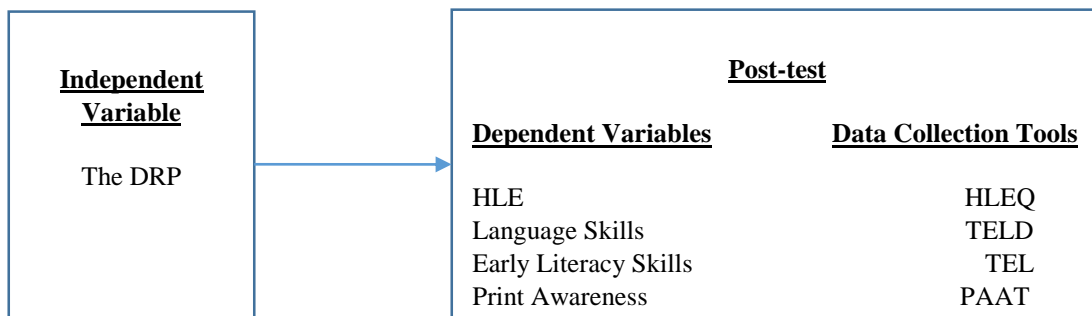 Independent
Variable
The DRP
Post-test
Dependent Variables Data Collection Tools
HLE HLEQ
Language Skills TELD
Early Literacy Skills TEL
Print Awareness PAAT